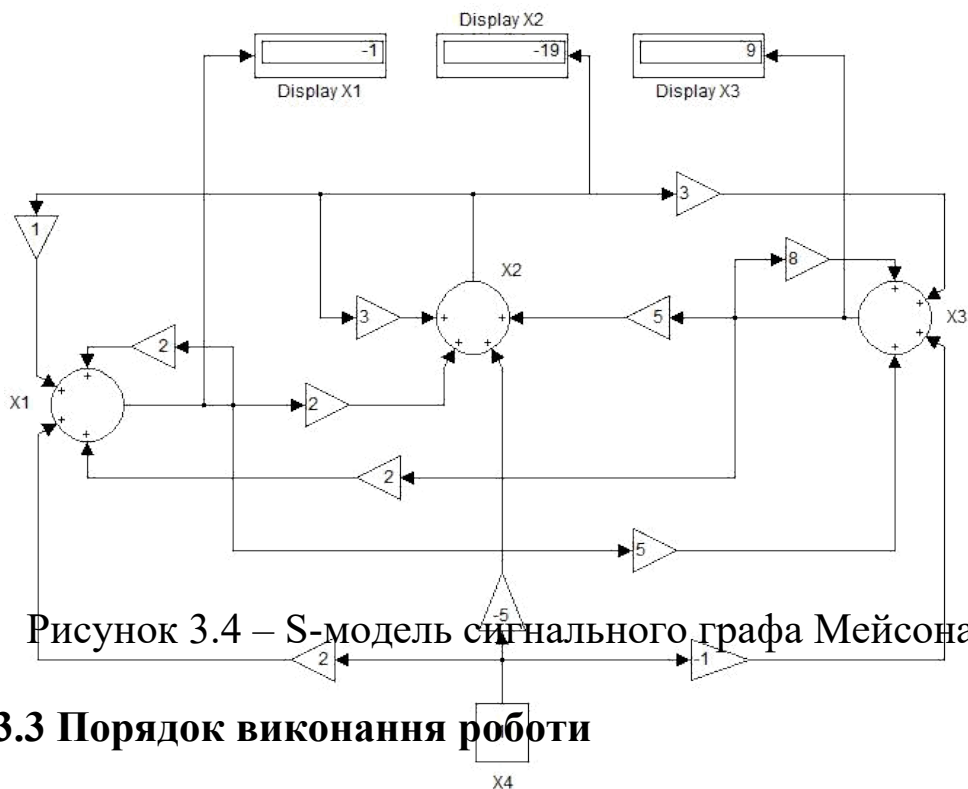 Display X2
-1 -19 9
Display X1 Display X3
3
1
X2 8
+ +
3 + + 5 X3
2 + + + +
+
X1 + 2
+
+
2
5
-5
Рисунок 3.4 – S-модель сигнального графа Мейсона
2 -1
3.3 Порядок виконання роботи
X4